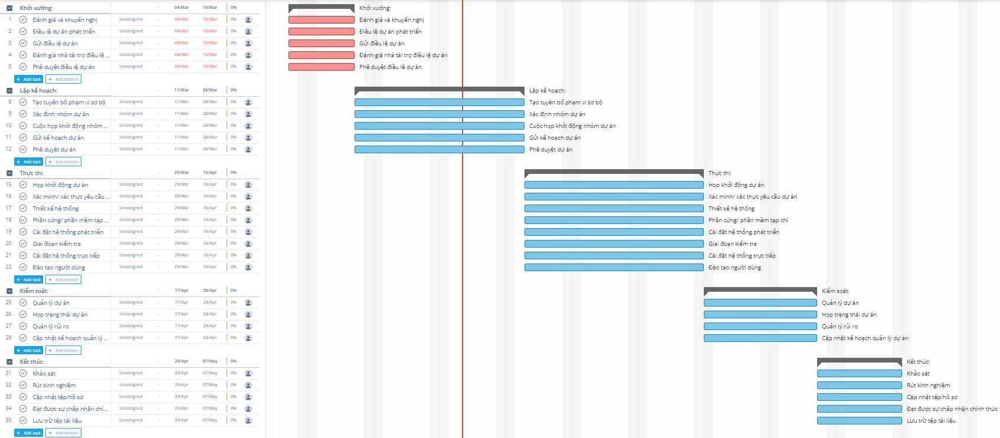 Khởi xướng: - 04/Mar 10/Mar 0% Khởi xướng:
1 Đánh giá và khuyến nghị Unassigned - 04/Mar 10/Mar 0% Đánh giá và khuyến nghị
2 Điều lệ dự án phát triển Unassigned - 04/Mar 10/Mar 0% Điều lệ dự án phát triển
3 Gửi điều lệ dự án Unassigned - 04/Mar 10/Mar 0% Gửi điều lệ dự án
4 Đánh giá nhà tài trợ điều lệ ... Unassigned - 04/Mar 10/Mar 0% Đánh giá nhà tài trợ điều lệ dự án
5 Phê duyệt điều lệ dự án Unassigned - 04/Mar 10/Mar 0% Phê duyệt điều lệ dự án
+ Add task + Add section
Lập kế hoạch: - 11/Mar 28/Mar 0% Lập kế hoạch:
8 Tạo tuyên bố phạm vi sơ bộ Unassigned - 11/Mar 28/Mar 0% Tạo tuyên bố phạm vi sơ bộ
9 Xác định nhóm dự án Unassigned - 11/Mar 28/Mar 0% Xác định nhóm dự án
10 Cuộc họp khởi động nhóm ... Unassigned - 11/Mar 28/Mar 0% Cuộc họp khởi động nhóm dự án
11 Gửi kế hoạch dự án Unassigned - 11/Mar 28/Mar 0% Gửi kế hoạch dự án
12 Phê duyệt dự án Unassigned - 11/Mar 28/Mar 0% Phê duyệt dự án
+ Add task + Add section
Thực thi: - 29/Mar 16/Apr 0% Thực thi:
15 Họp khởi động dự án Unassigned - 29/Mar 16/Apr 0% Họp khởi động dự án
16 Xác minh/ xác thực yêu cầu ... Unassigned - 29/Mar 16/Apr 0% Xác minh/ xác thực yêu cầu dự án
17 Thiết kế hệ thống Unassigned - 29/Mar 16/Apr 0% Thiết kế hệ thống
18 Phần cứng/ phần mềm tạp ... Unassigned - 29/Mar 16/Apr 0% Phần cứng/ phần mềm tạp chí
19 Cài đặt hệ thống phát triển Unassigned - 29/Mar 16/Apr 0% Cài đặt hệ thống phát triển
20 Giai đoạn kiểm tra Unassigned - 29/Mar 16/Apr 0% Giai đoạn kiểm tra
21 Cài đặt hệ thống trực tiếp Unassigned - 29/Mar 16/Apr 0% Cài đặt hệ thống trực tiếp
22 Đào tạo người dùng Unassigned - 29/Mar 16/Apr 0% Đào tạo người dùng
+ Add task + Add section
Kiểm soát: - 17/Apr 28/Apr 0% Kiểm soát:
25 Quản lý dự án Unassigned - 17/Apr 28/Apr 0% Quản lý dự án
26 Họp trạng thái dự án Unassigned - 17/Apr 28/Apr 0% Họp trạng thái dự án
27 Quản lý rủi ro Unassigned - 17/Apr 28/Apr 0% Quản lý rủi ro
28 Cập nhật kế hoạch quản lý ... Unassigned - 17/Apr 28/Apr 0% Cập nhật kế hoạch quản lý dự án
+ Add task + Add section
Kết thúc: - 29/Apr 07/May 0% Kết thúc:
31 Khảo sát Unassigned - 29/Apr 07/May 0% Khảo sát
32 Rút kinh nghiệm Unassigned - 29/Apr 07/May 0% Rút kinh nghiệm
33 Cập nhật tệp/hồ sơ Unassigned - 29/Apr 07/May 0% Cập nhật tệp/hồ sơ
34 Đạt được sự chấp nhận chí... Unassigned - 29/Apr 07/May 0% Đạt được sự chấp nhận chính thức
35 Lưu trữ tệp tài liệu Unassigned - 29/Apr 07/May 0% Lưu trữ tệp tài liệu
+ Add task + Add section